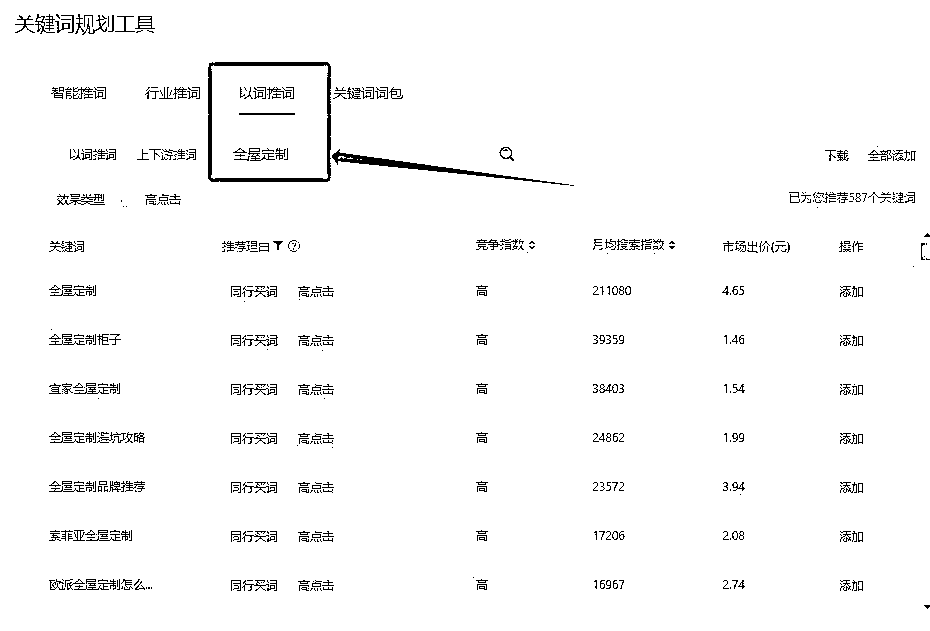 关键词规划工具
智能推词 行业推词 以词推词 关键词词包
以词推词 上下游推词 全屋定制 下载 全部添加
效果类型 高点击 已为您推荐587个关键词
关键词 推荐理由 竞争指数 月均搜索指数 市场出价(元) 操作
全屋定制 同行买词 高点击 高 211080 4.65 添加
全屋定制柜子 同行买词 高点击 高 39359 1.46 添加
宜家全屋定制 同行买词 高点击 高 38403 1.54 添加
全屋定制避坑攻略 同行买词 高点击 高 24862 1.99 添加
全屋定制品牌推荐 同行买词 高点击 高 23572 3.94 添加
索菲亚全屋定制 同行买词 高点击 高 17206 2.08 添加
欧派全屋定制怎么... 同行买词 高点击 高 16967 2.74 添加